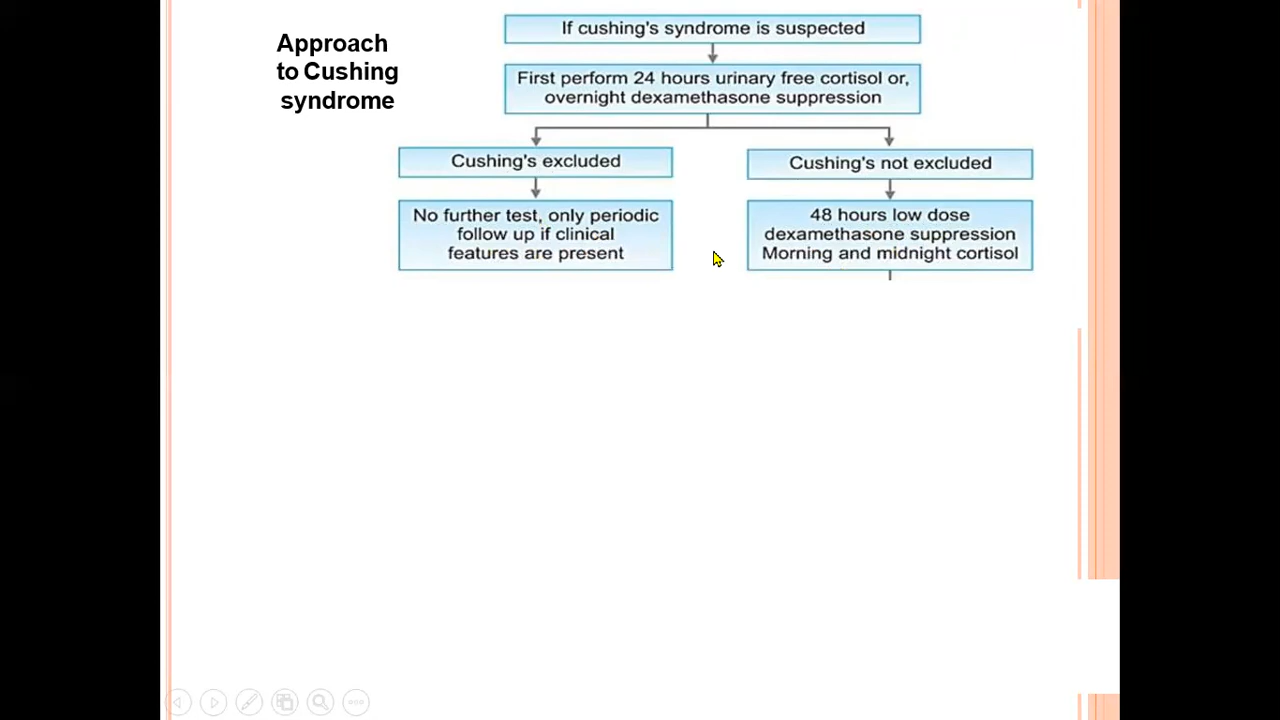 Approach
to Cushing
syndrome
If cushing's syndrome is suspected
First perform 24 hours urinary free cortisol or,
overnight dexamethasone suppression
Cushing's excluded
Cushing's not excluded
No further test, only periodic
follow up if clinical
features are present
48 hours low dose
dexamethasone suppression
Morning and midnight cortisol